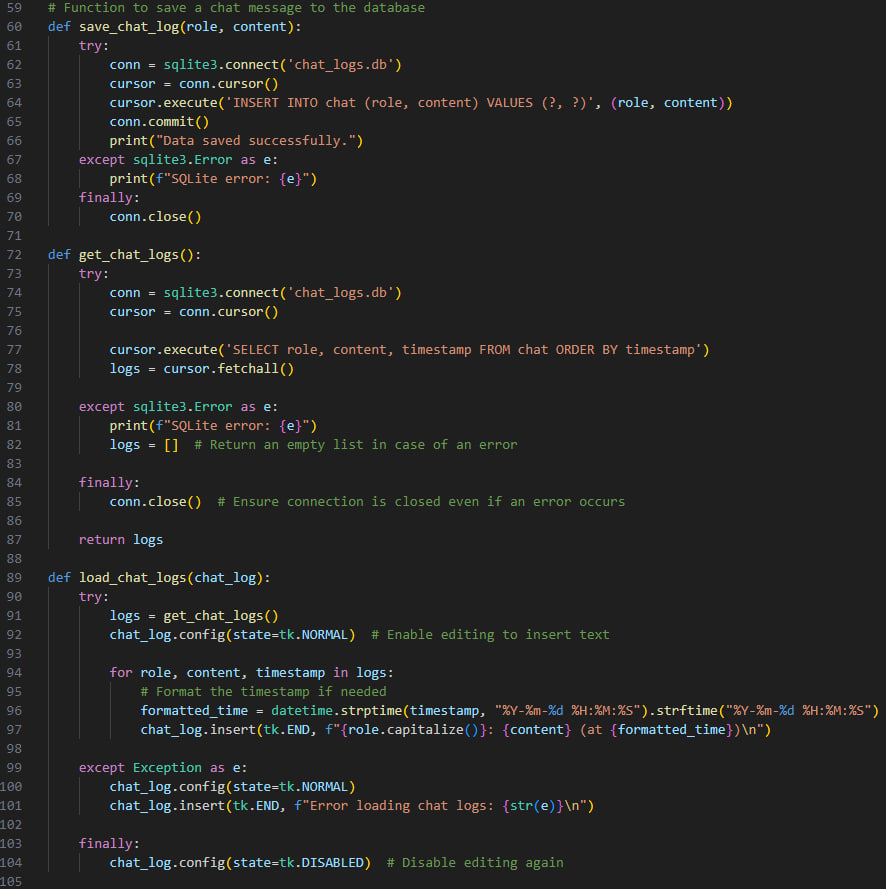 59 # Function to save a chat message to the database
60 def save_chat_log(role, content):
61     try:
62         conn = sqlite3.connect('chat_logs.db')
63         cursor = conn.cursor()
64         cursor.execute('INSERT INTO chat (role, content) VALUES (?, ?)', (role, content))
65         conn.commit()
66         print("Data saved successfully.")
67     except sqlite3.Error as e:
68         print(f"SQLite error: {e}")
69     finally:
70         conn.close()
71
72 def get_chat_logs():
73     try:
74         conn = sqlite3.connect('chat_logs.db')
75         cursor = conn.cursor()
76
77         cursor.execute('SELECT role, content, timestamp FROM chat ORDER BY timestamp')
78         logs = cursor.fetchall()
79
80     except sqlite3.Error as e:
81         print(f"SQLite error: {e}")
82         logs = []  # Return an empty list in case of an error
83
84     finally:
85         conn.close()  # Ensure connection is closed even if an error occurs
86
87     return logs
88
89 def load_chat_logs(chat_log):
90     try:
91         logs = get_chat_logs()
92         chat_log.config(state=tk.NORMAL)  # Enable editing to insert text
93
94         for role, content, timestamp in logs:
95             # Format the timestamp if needed
96             formatted_time = datetime.strptime(timestamp, "%Y-%m-%d %H:%M:%S").strftime("%Y-%m-%d %H:%M:%S")
97             chat_log.insert(tk.END, f"{role.capitalize()}: {content} (at {formatted_time})\n")
98
99     except Exception as e:
100         chat_log.config(state=tk.NORMAL)
101         chat_log.insert(tk.END, f"Error loading chat logs: {str(e)}\n")
102
103     finally:
104         chat_log.config(state=tk.DISABLED)  # Disable editing again
105